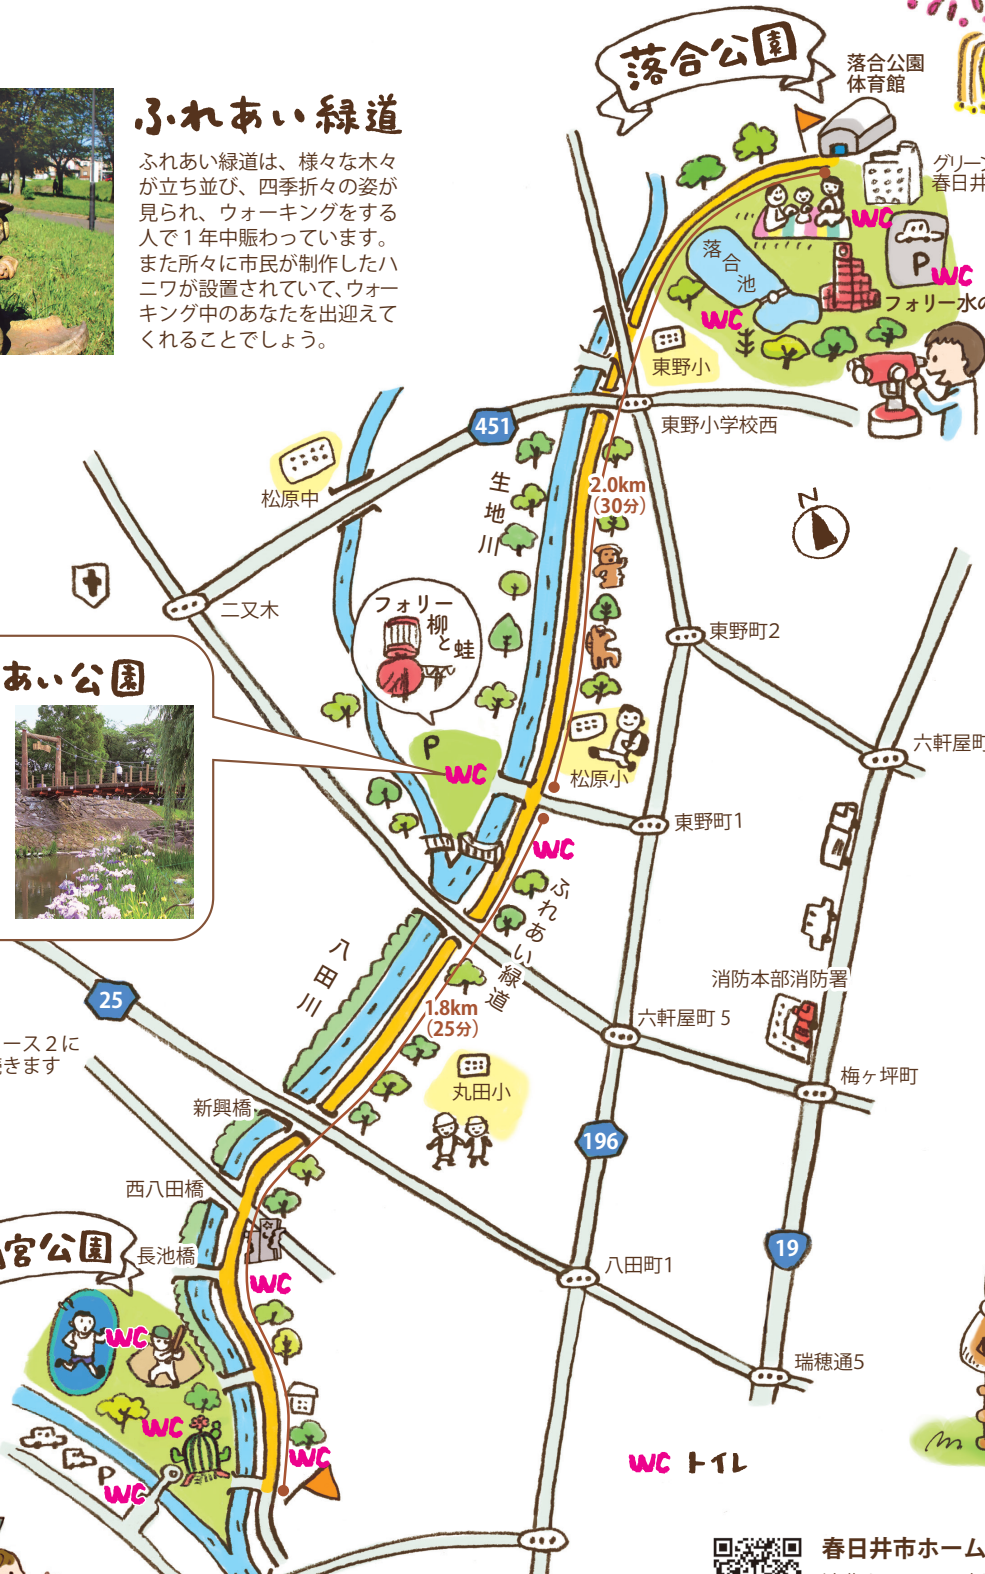 落合公園
落合公園
体育館
グリーン
春日井
WC
P
WC
フォリー水の
落合池
WC
東野小
ふれあい緑道
ふれあい緑道は、様々な木々
が立ち並び、四季折々の姿が
見られ、ウォーキングをする
人で1年中賑わっています。
また所々に市民が制作したハ
ニワが設置されていて、ウォー
キング中のあなたを出迎えて
くれることでしょう。
451
東野小学校西
松原中
生地川
2.0km
(30分)
N
二又木
フォリー
柳と蛙
東野町2
あい公園
P
WC
松原小
六軒屋町
東野町1
WC
ふれあい緑道
八田川
25
1.8km
(25分)
消防本部消防署
六軒屋町 5
ース2に
続きます
丸田小
梅ヶ坪町
新興橋
196
西八田橋
宮公園
長池橋
WC
19
八田町1
WC
瑞穂通5
WC
WC
P
WC
WC トイレ
春日井市ホーム